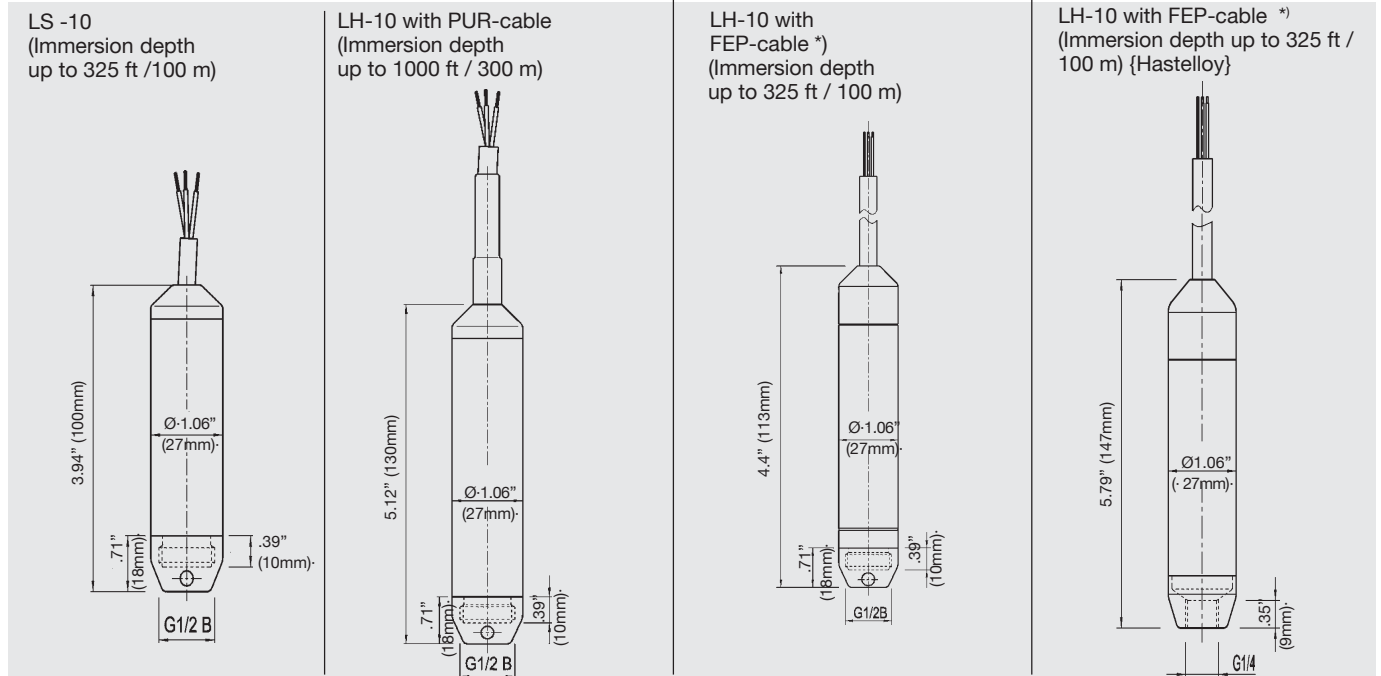 LS -10
(Immersion depth
up to 325 ft /100 m)
3.94” (100mm)
Ø·1.06”
(27mm)·
.71”
(18mm)·
.39”
(10mm)·
G1/2 B
LH-10 with PUR-cable
(Immersion depth
up to 1000 ft / 300 m)
5.12” (130mm)
Ø·1.06”
(27mm)·
.71”
(18mm)·
.39”
(10mm)·
G1/2 B
LH-10 with
FEP-cable *)
(Immersion depth
up to 325 ft / 100 m)
4.4” (113mm)
Ø·1.06”
(27mm)·
.71”
(18mm)·
.39”
(10mm)·
G1/2B
LH-10 with FEP-cable *)
(Immersion depth up to 325 ft /
100 m) {Hastelloy}
5.79” (147mm)
Ø1.06”
(· 27mm)·
.35”
(9mm)·
G1/4